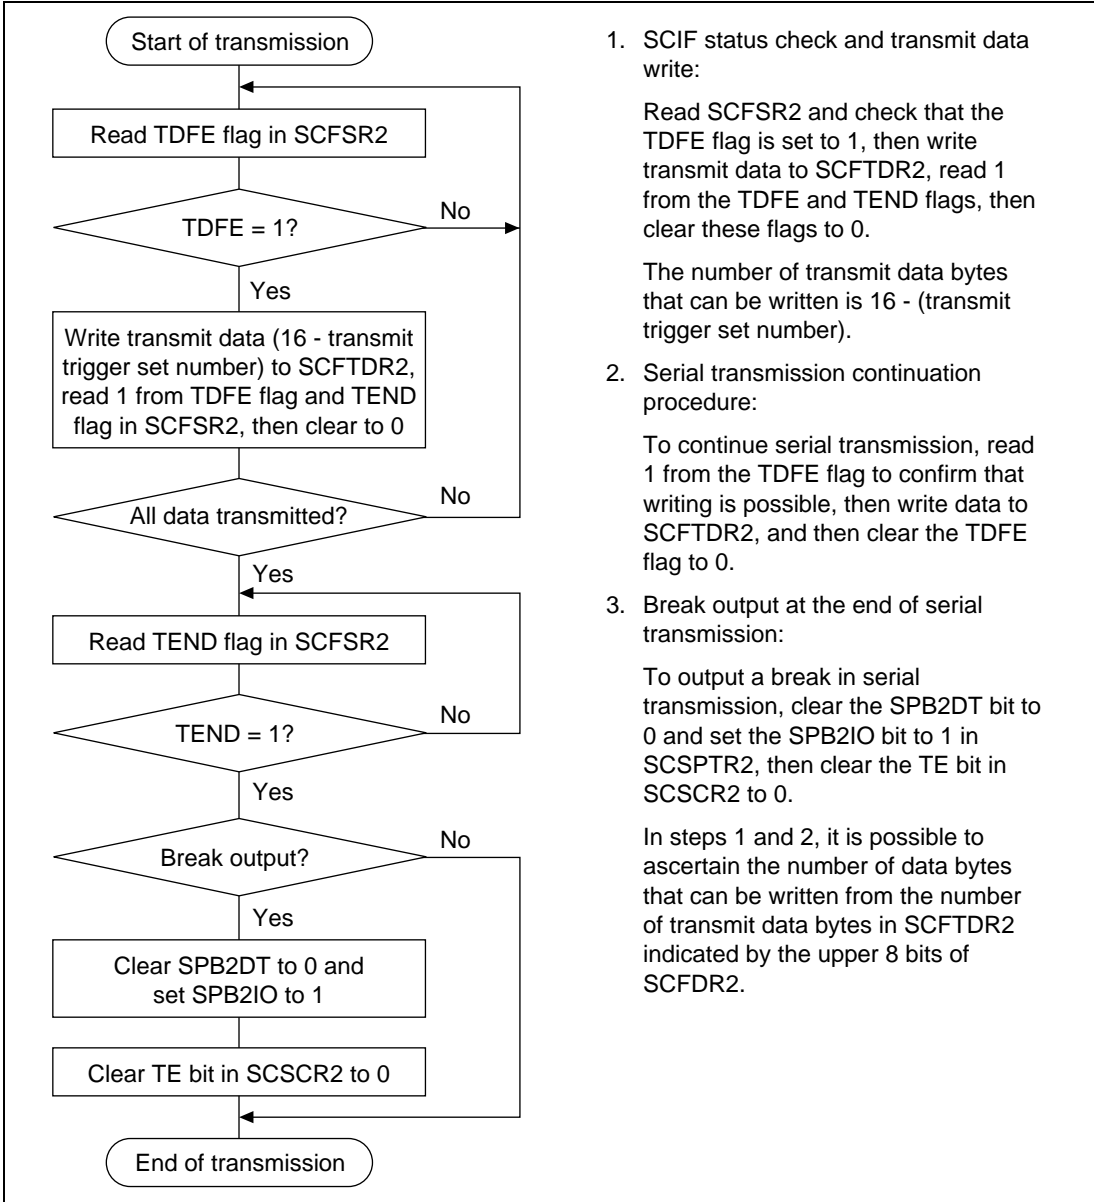 Start of transmission
Read TDFE flag in SCFSR2
TDFE = 1?
No
Yes
Write transmit data (16 - transmit
trigger set number) to SCFTDR2,
read 1 from TDFE flag and TEND
flag in SCFSR2, then clear to 0
All data transmitted?
No
Yes
Read TEND flag in SCFSR2
TEND = 1?
No
Yes
Break output?
No
Yes
Clear SPB2DT to 0 and
set SPB2IO to 1
Clear TE bit in SCSCR2 to 0
End of transmission
1. SCIF status check and transmit data
write:
Read SCFSR2 and check that the
TDFE flag is set to 1, then write
transmit data to SCFTDR2, read 1
from the TDFE and TEND flags, then
clear these flags to 0.
The number of transmit data bytes
that can be written is 16 - (transmit
trigger set number).
2. Serial transmission continuation
procedure:
To continue serial transmission, read
1 from the TDFE flag to confirm that
writing is possible, then write data to
SCFTDR2, and then clear the TDFE
flag to 0.
3. Break output at the end of serial
transmission:
To output a break in serial
transmission, clear the SPB2DT bit to
0 and set the SPB2IO bit to 1 in
SCSPTR2, then clear the TE bit in
SCSCR2 to 0.
In steps 1 and 2, it is possible to
ascertain the number of data bytes
that can be written from the number
of transmit data bytes in SCFTDR2
indicated by the upper 8 bits of
SCFDR2.